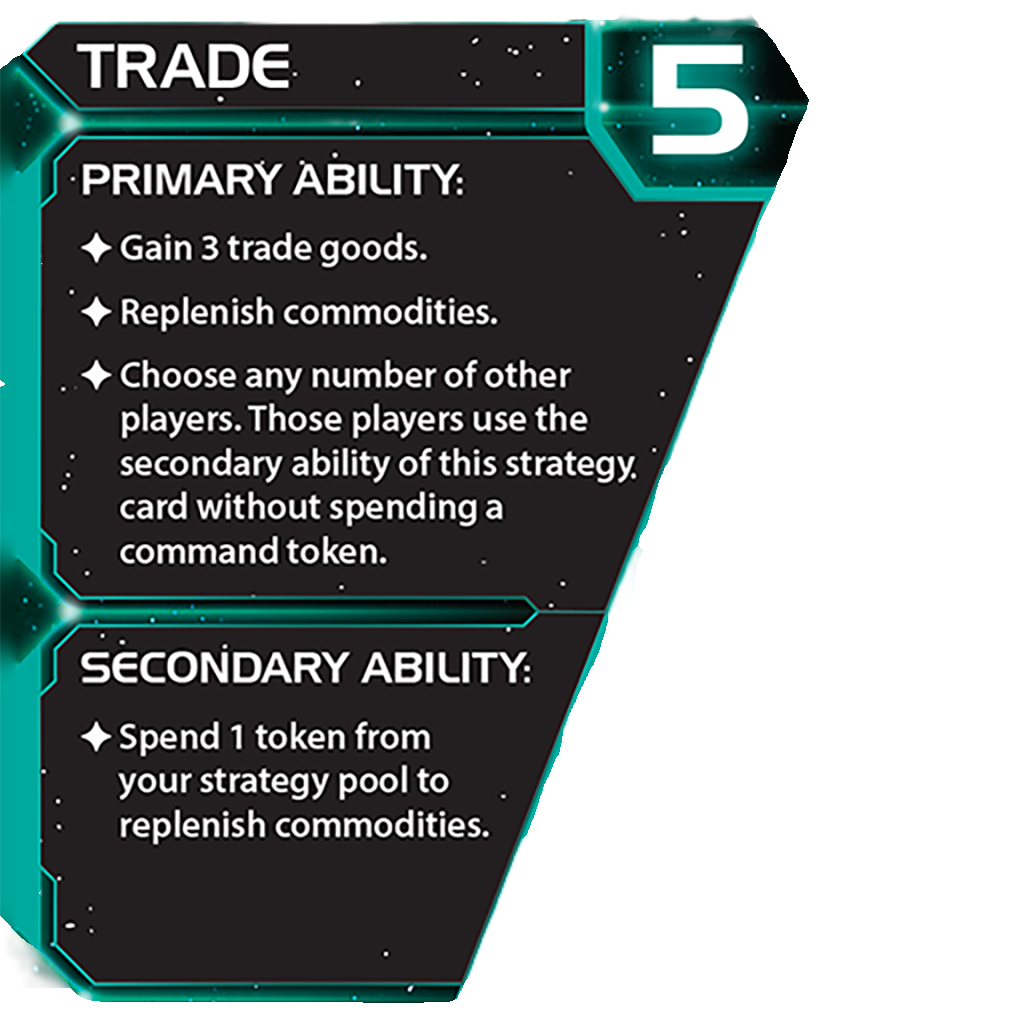 TRADE
5
PRIMARY ABILITY:
Gain 3 trade goods.
Replenish commodities.
Choose any number of other
players. Those players use the
secondary ability of this strategy
card without spending a
command token.
SECONDARY ABILITY:
Spend 1 token from
your strategy pool to
replenish commodities.